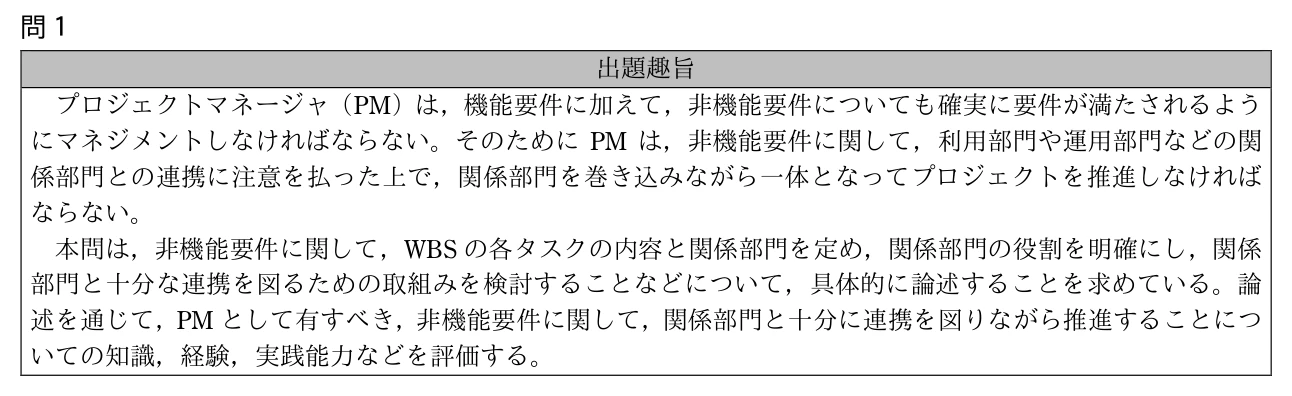 問1
出題趣旨
プロジェクトマネージャ（PM）は，機能要件に加えて，非機能要件についても確実に要件が満たされるよう
にマネジメントしなければならない。そのために PM は，非機能要件に関して，利用部門や運用部門などの関
係部門との連携に注意を払った上で，関係部門を巻き込みながら一体となってプロジェクトを推進しなければ
ならない。
本問は，非機能要件に関して，WBS の各タスクの内容と関係部門を定め，関係部門の役割を明確にし，関係
部門と十分な連携を図るための取組みを検討することなどについて，具体的に論述することを求めている。論
述を通じて，PM として有すべき，非機能要件に関して，関係部門と十分に連携を図りながら推進することにつ
いての知識，経験，実践能力などを評価する。